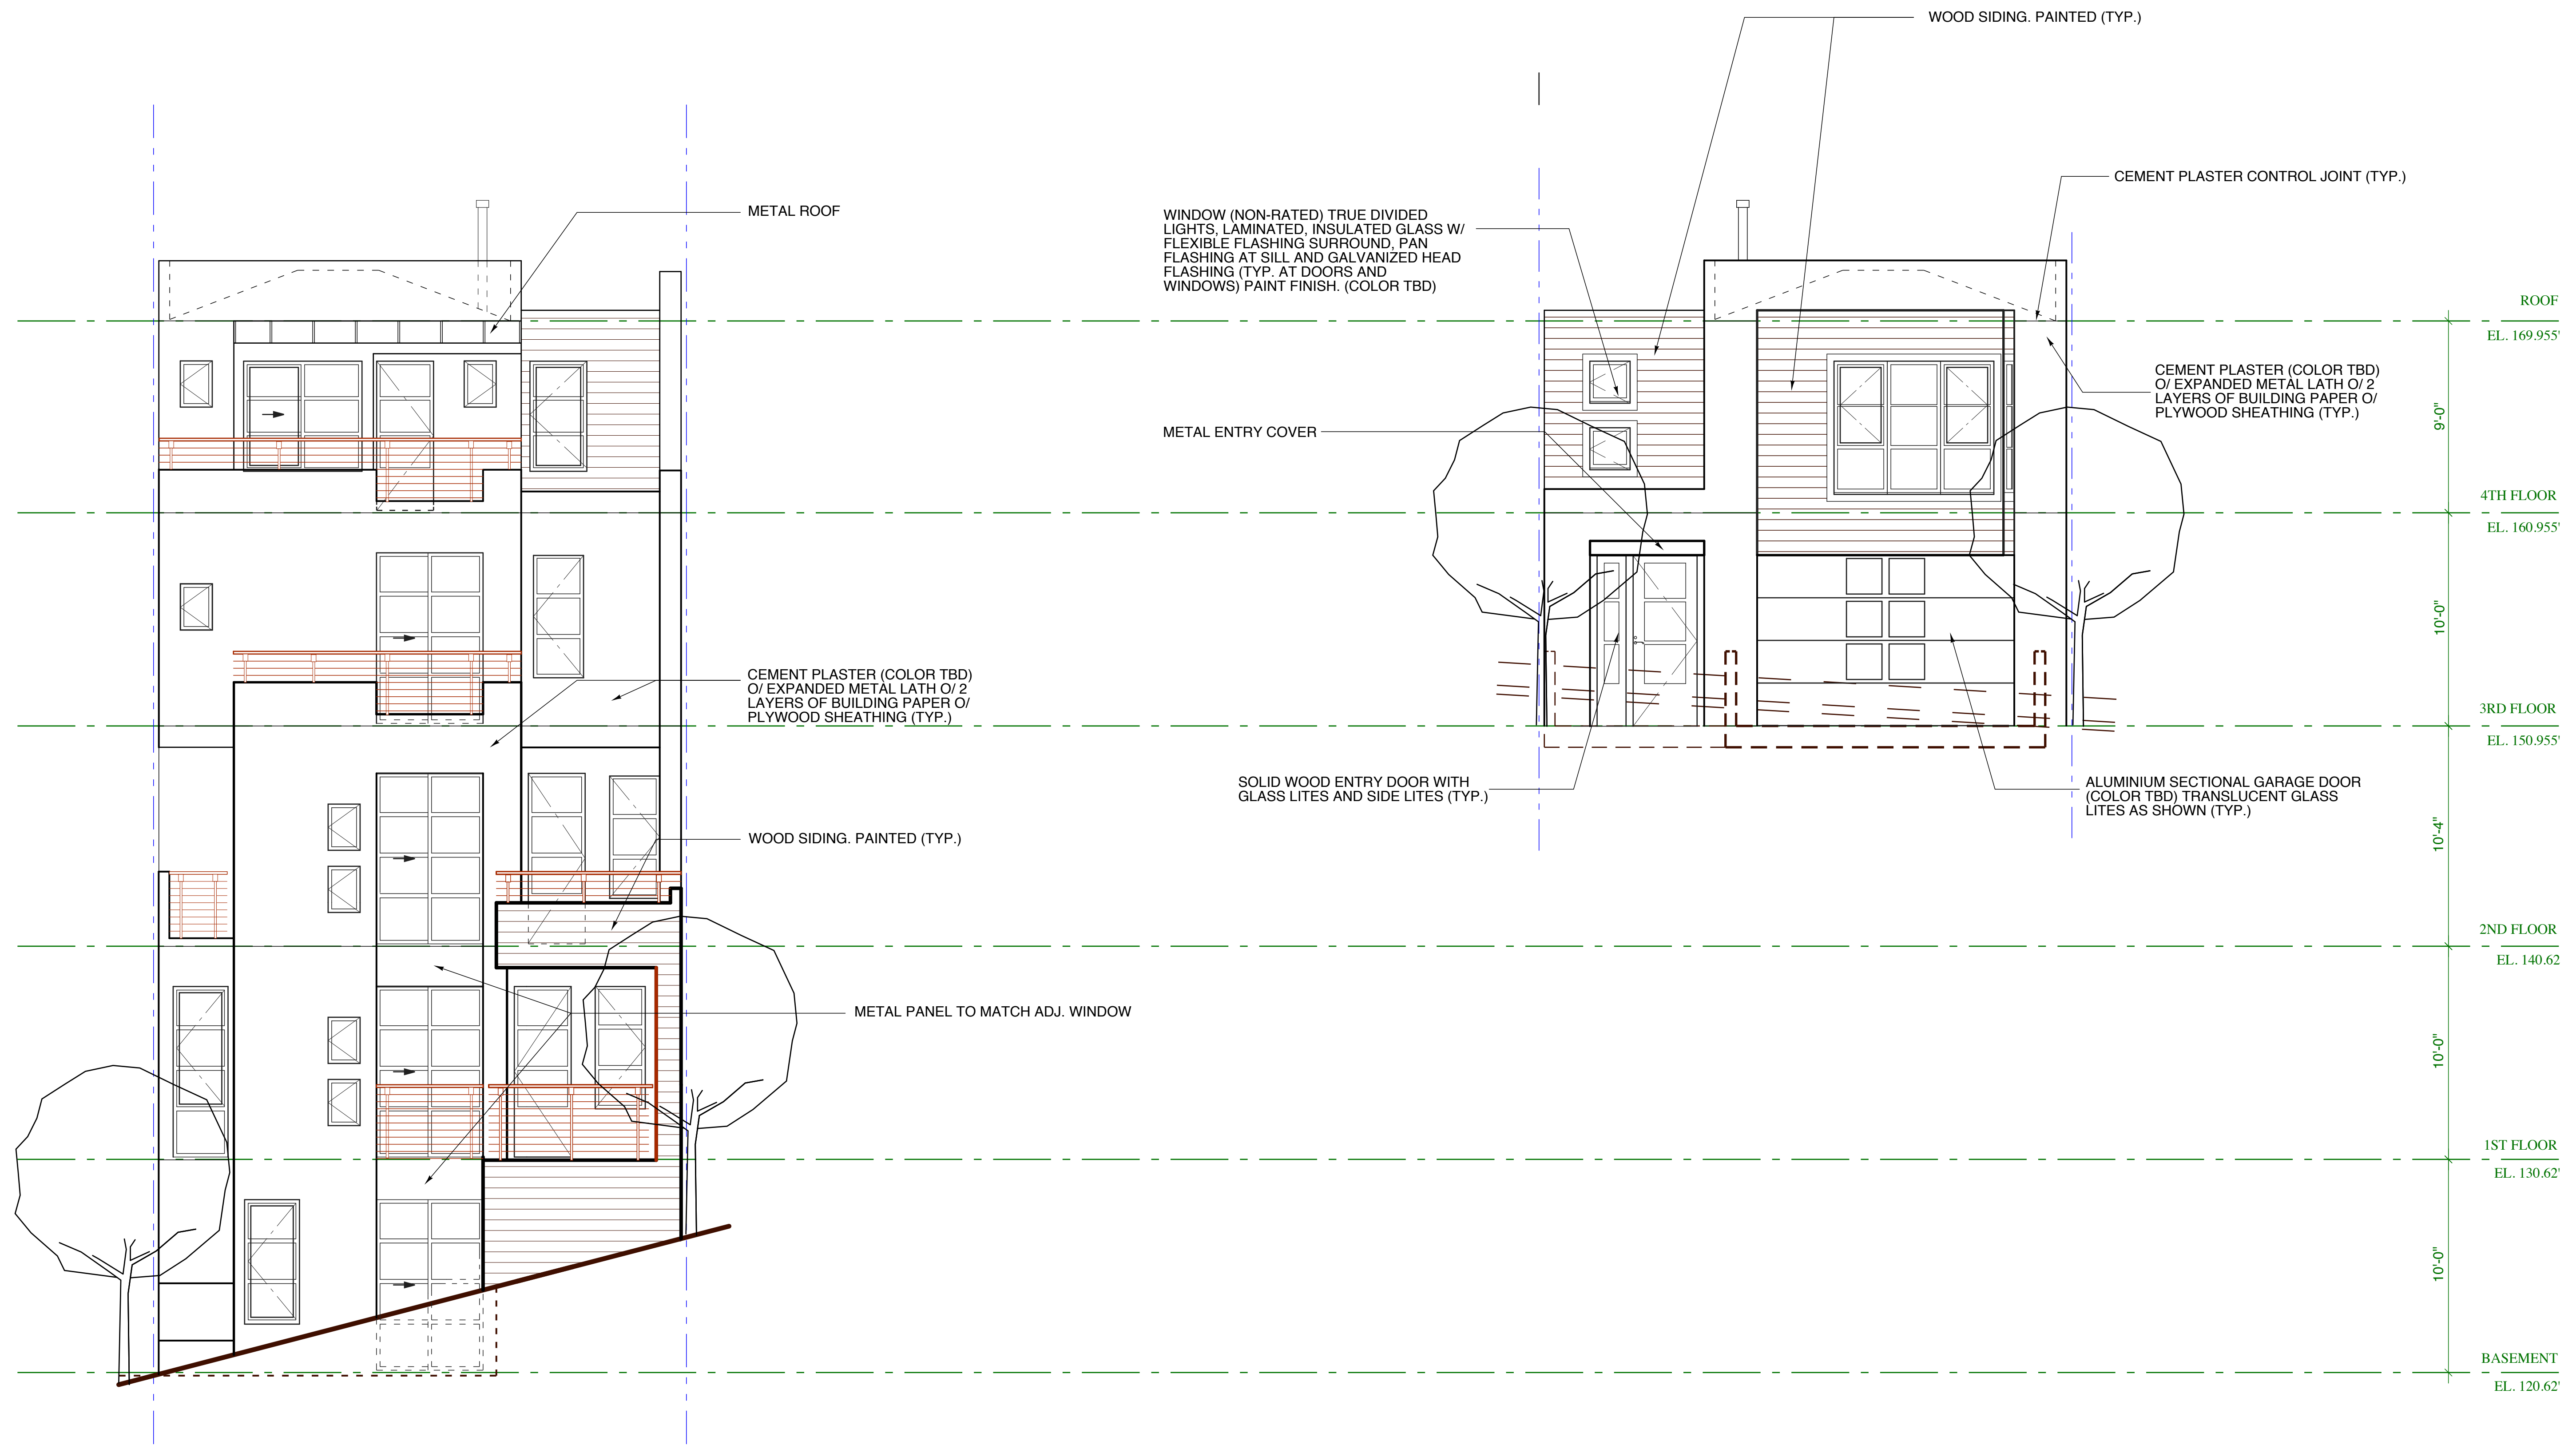 WOOD SIDING. PAINTED (TYP.)
CEMENT PLASTER CONTROL JOINT (TYP.)
METAL ROOF
WINDOW (NON-RATED) TRUE DIVIDED
LIGHTS, LAMINATED, INSULATED GLASS W/
FLEXIBLE FLASHING SURROUND, PAN
FLASHING AT SILL AND GALVANIZED HEAD
FLASHING (TYP. AT DOORS AND
WINDOWS) PAINT FINISH. (COLOR TBD)
ROOF
EL. 169.955'
CEMENT PLASTER (COLOR TBD)
O/ EXPANDED METAL LATH O/ 2
LAYERS OF BUILDING PAPER O/
PLYWOOD SHEATHING (TYP.)
9'-0"
METAL ENTRY COVER
4TH FLOOR
EL. 160.955'
10'-0"
CEMENT PLASTER (COLOR TBD)
O/ EXPANDED METAL LATH O/ 2
LAYERS OF BUILDING PAPER O/
PLYWOOD SHEATHING (TYP.)
3RD FLOOR
EL. 150.955'
SOLID WOOD ENTRY DOOR WITH
GLASS LITES AND SIDE LITES (TYP.)
ALUMINIUM SECTIONAL GARAGE DOOR
(COLOR TBD) TRANSLUCENT GLASS
LITES AS SHOWN (TYP.)
10'-4"
WOOD SIDING. PAINTED (TYP.)
2ND FLOOR
EL. 140.62
METAL PANEL TO MATCH ADJ. WINDOW
10'-0"
1ST FLOOR
EL. 130.62'
10'-0"
BASEMENT
EL. 120.62'